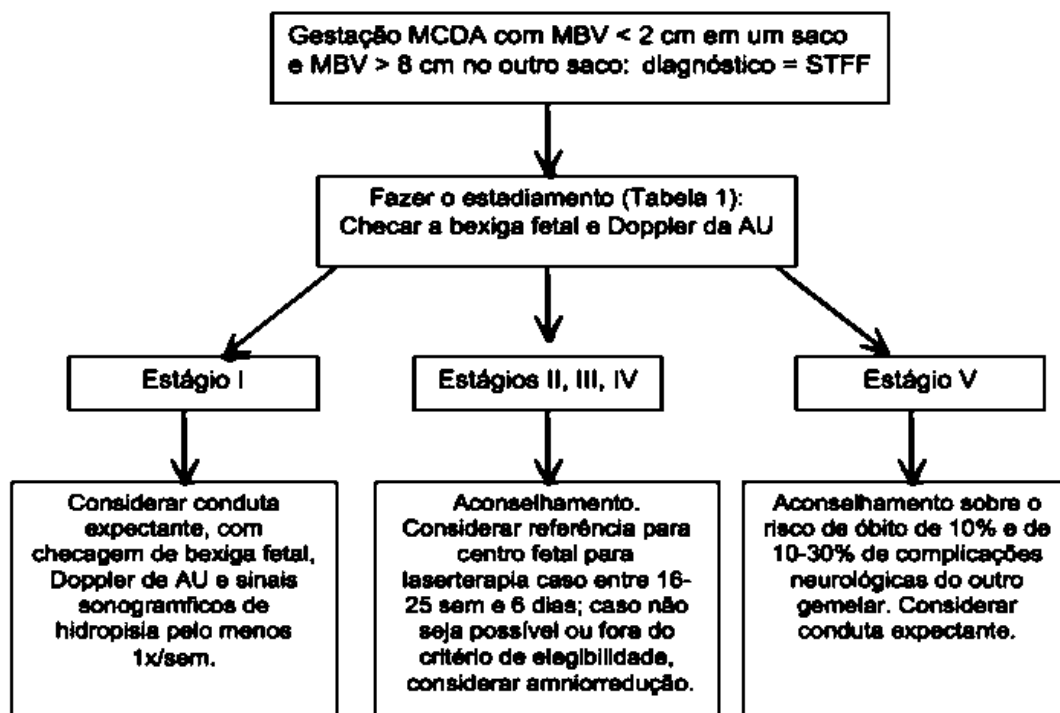 Gestação MCDA com MBV < 2 cm em um saco
e MBV > 8 cm no outro saco: diagnóstico = STFF
Fazer o estadiamento (Tabela 1):
Checar a bexiga fetal e Doppler da AU
Estágio I
Estágios II, III, IV
Estágio V
Considerar conduta
expectante, com
checagem de bexiga fetal,
Doppler de AU e sinais
sonogramficos de
hidropisia pelo menos
1x/sem.
Aconselhamento.
Considerar referência para
centro fetal para
laserterapia caso entre 16-
25 sem e 6 dias; caso não
seja possível ou fora do
critério de elegibilidade,
considerar amniorredução.
Aconselhamento sobre o
risco de óbito de 10% e de
10-30% de complicações
neurológicas do outro
gemelar. Considerar
conduta expectante.